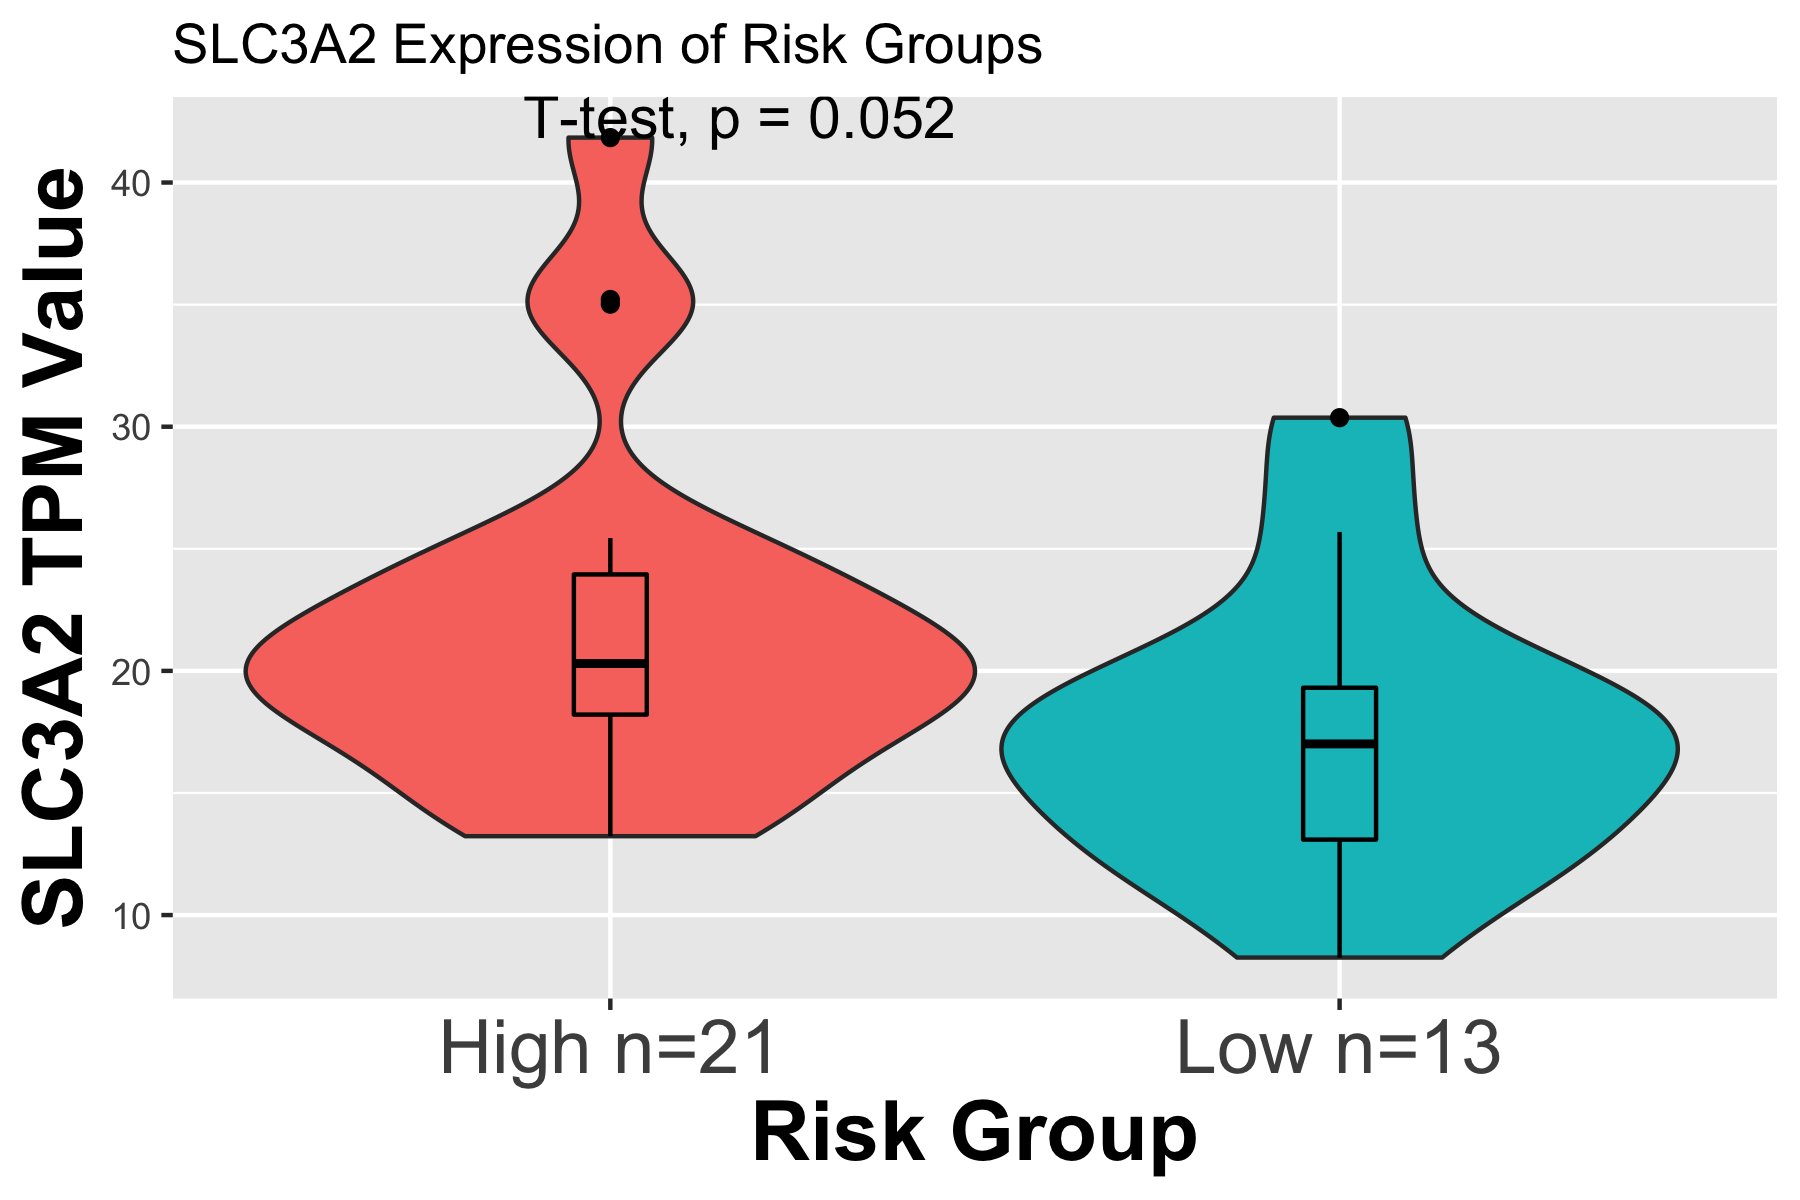 SLC3A2 Expression of Risk Groups
T-test, p = 0.052
SLC3A2 TPM Value
40
30
20
10
High n=21
Low n=13
Risk Group